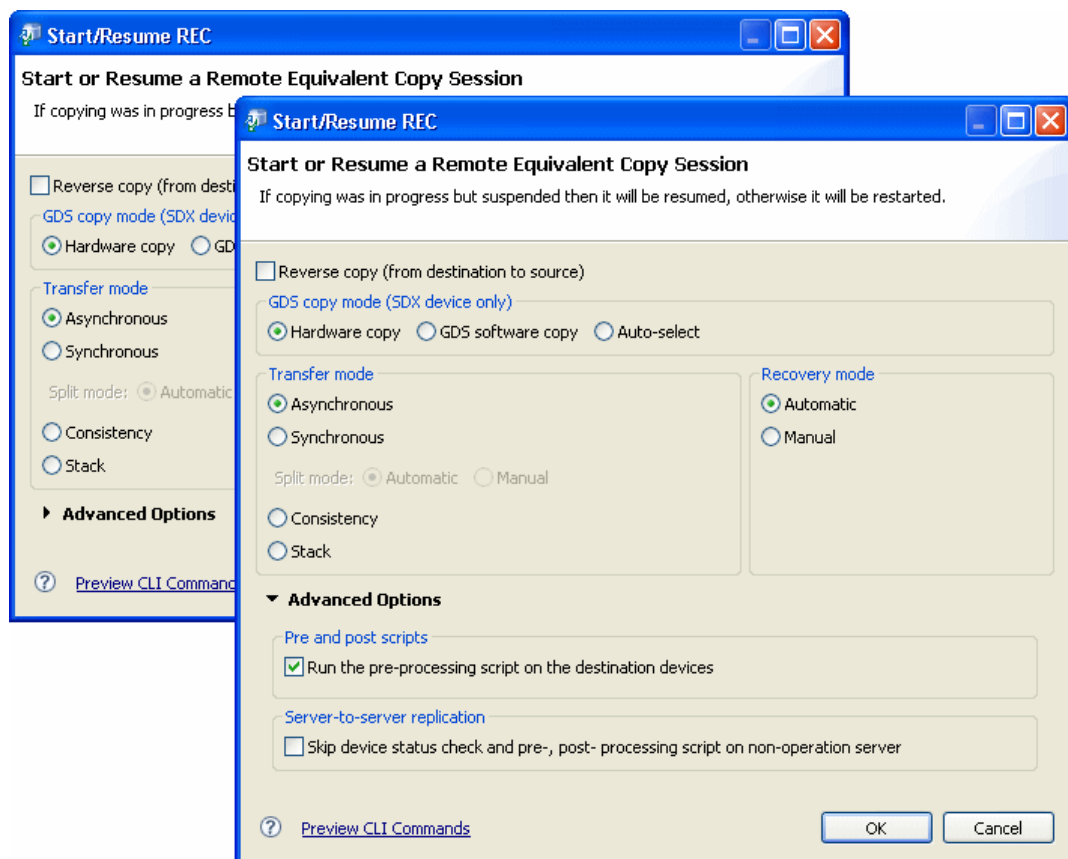 Start/Resume REC
Start or Resume a Remote Equivalent Copy Session
If copying was in progress
Reverse copy (from
GDS copy mode (SDX
Hardware copy
Transfer mode
Asynchronous
Synchronous
Split mode: Automatic
Consistency
Stack
Advanced Options
Preview CLI
Start/Resume REC
Start or Resume a Remote Equivalent Copy Session
If copying was in progress but suspended then it will be resumed, otherwise it will be restarted.
Reverse copy (from destination to source)
GDS copy mode (SDX device only)
Hardware copy GDS software copy Auto-select
Transfer mode
Asynchronous
Synchronous
Split mode: Automatic Manual
Consistency
Stack
Recovery mode
Automatic
Manual
Advanced Options
Pre and post scripts
Run the pre-processing script on the destination devices
Server-to-server replication
Skip device status check and pre-, post- processing script on non-operation server
Preview CLI Commands
OK Cancel